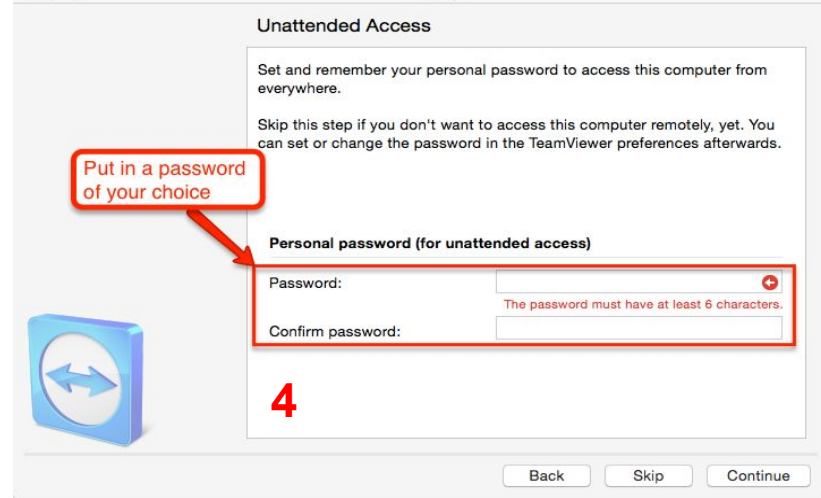 Unattended Access
Set and remember your personal password to access this computer from
everywhere.
Skip this step if you don't want to access this computer remotely, yet. You
can set or change the password in the TeamViewer preferences afterwards.
Put in a password
of your choice
Personal password (for unattended access)
Password:
The password must have at least 6 characters.
Confirm password:
4
Back Skip Continue